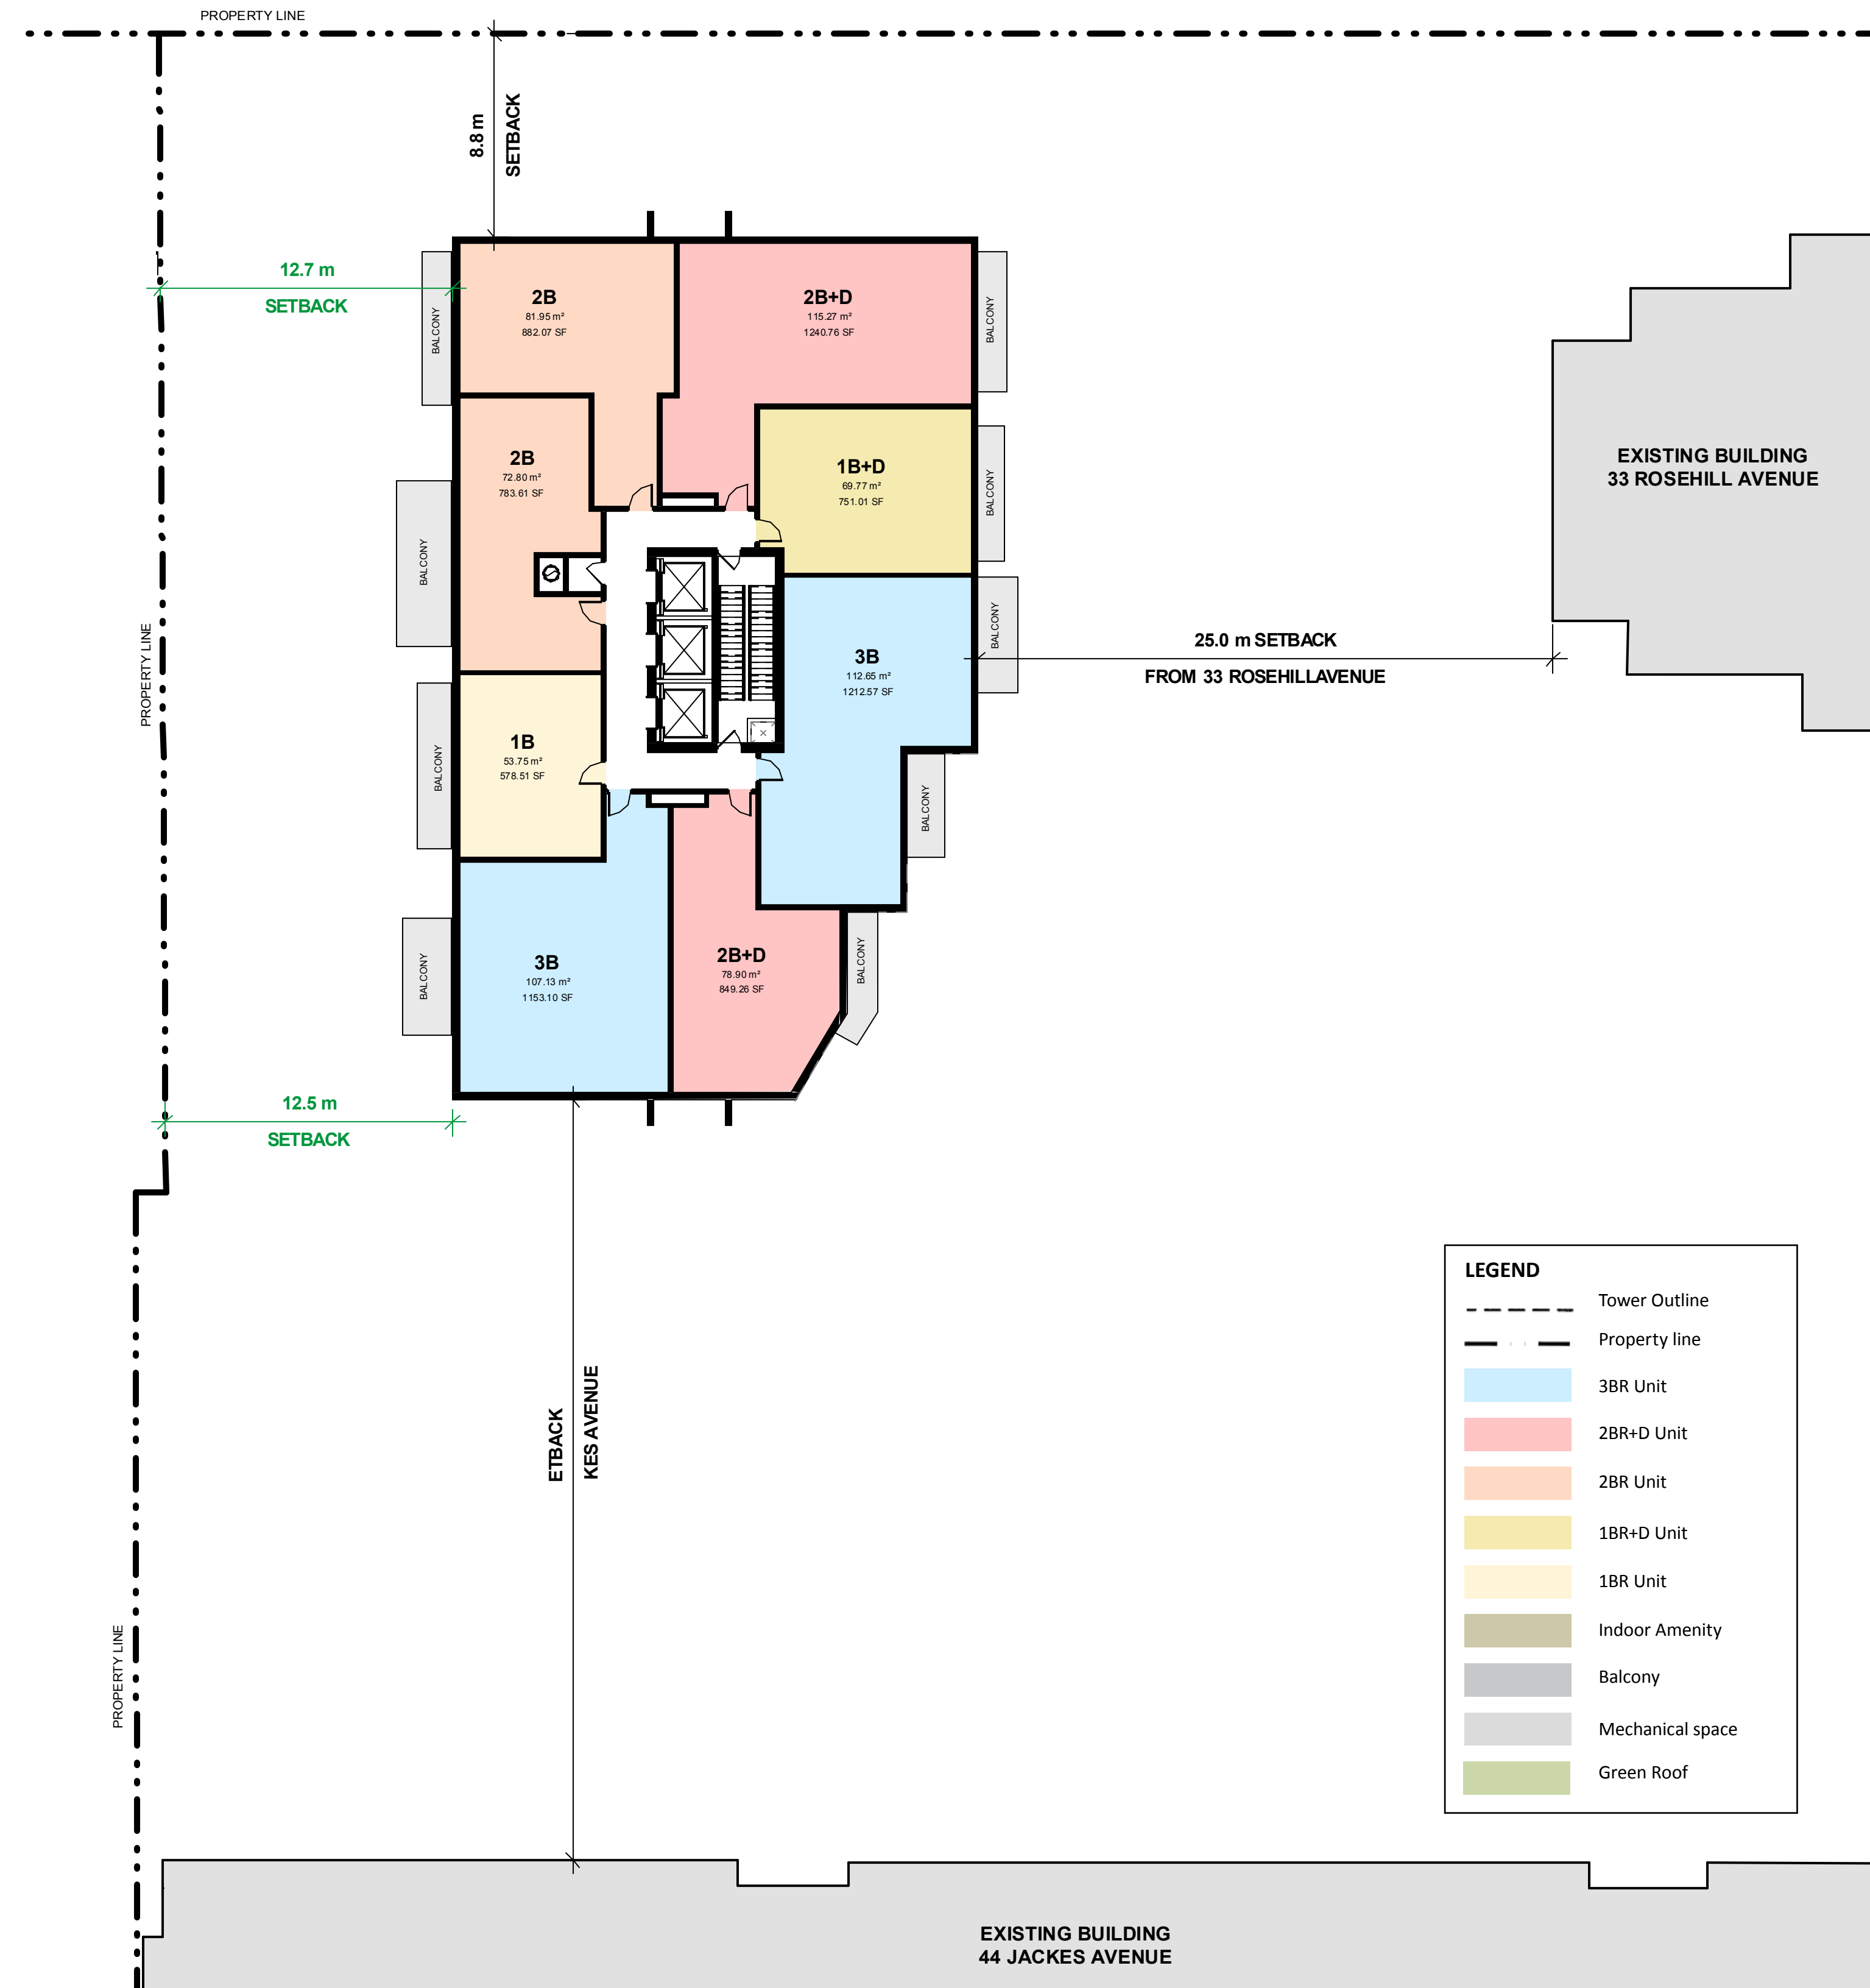 PROPERTY LINE
8.8 m
SETBACK
12.7 m
SETBACK
BALCONY
2B
81.95 m²
882.07 SF
2B+D
115.27 m²
1240.76 SF
BALCONY
2B
72.80 m²
783.61 SF
1B+D
69.77 m²
751.01 SF
BALCONY
EXISTING BUILDING
33 ROSEHILL AVENUE
BALCONY
PROPERTY LINE
3B
112.65 m²
1212.57 SF
BALCONY
25.0 m SETBACK
FROM 33 ROSEHILLAVENUE
1B
53.75 m²
578.51 SF
BALCONY
BALCONY
3B
107.13 m²
1153.10 SF
BALCONY
2B+D
78.90 m²
849.26 SF
BALCONY
12.5 m
SETBACK
ETBACK
KES AVENUE
PROPERTY LINE
LEGEND
Tower Outline
Property line
3BR Unit
2BR+D Unit
2BR Unit
1BR+D Unit
1BR Unit
Indoor Amenity
Balcony
Mechanical space
Green Roof
EXISTING BUILDING
44 JACKES AVENUE